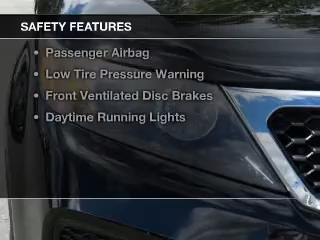 SAFETY FEATURES
• Passenger Airbag
• Low Tire Pressure Warning
• Front Ventilated Disc Brakes
• Daytime Running Lights